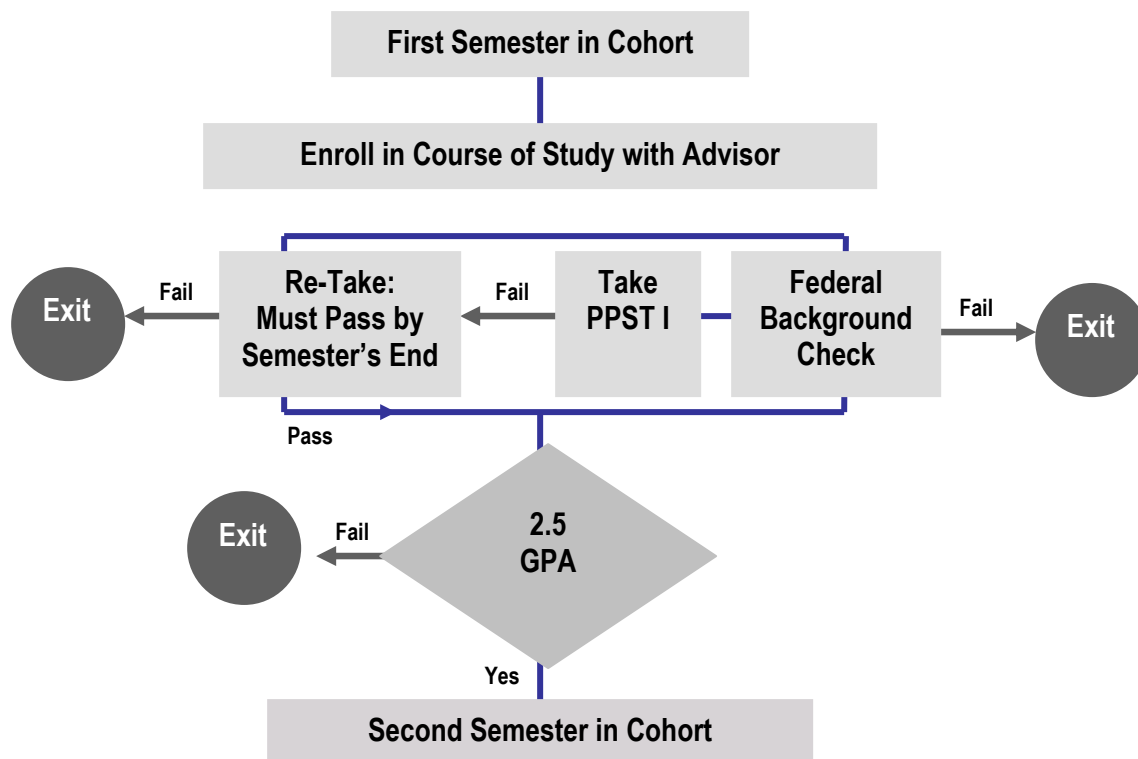 First Semester in Cohort
Enroll in Course of Study with Advisor
Exit
Fail
Re-Take:
Must Pass by
Semester’s End
Fail
Take
PPST I
Federal
Background
Check
Fail
Exit
Pass
Exit
Fail
2.5
GPA
Yes
Second Semester in Cohort